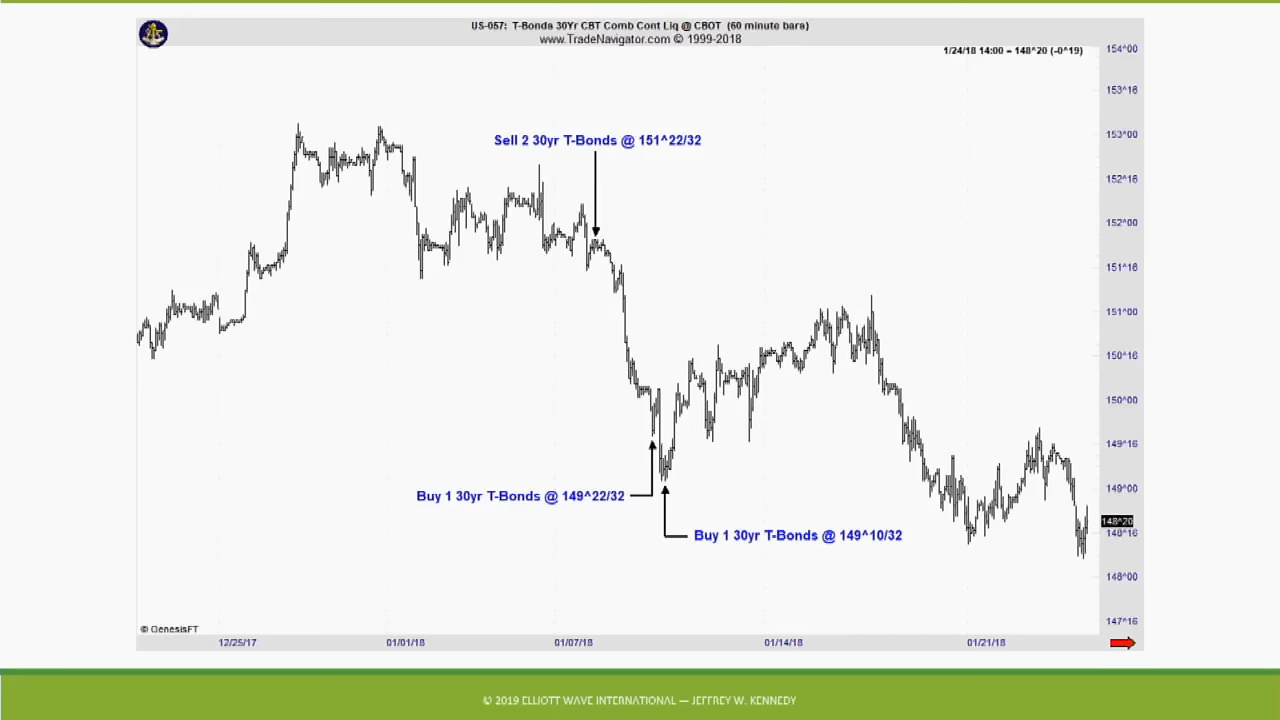 US-057: T-Bonds 30Yr CBT Comb Cont Liq @ CBOT (60 minute bars)
www.TradeNavigator.com © 1999-2018
1/24/18 14:00 = 148^20 (-0^19)
154^00
153^16
153^00
Sell 2 30yr T-Bonds @ 151^22/32
152^16
152^00
151^16
151^00
150^16
150^00
149^16
149^00
Buy 1 30yr T-Bonds @ 149^22/32
148^20
148^16
Buy 1 30yr T-Bonds @ 149^10/32
148^00
147^16
© GenesisFT
12/25/17 01/01/18 01/07/18 01/14/18 01/21/18
© 2019 ELLIOTT WAVE INTERNATIONAL — JEFFREY W. KENNEDY